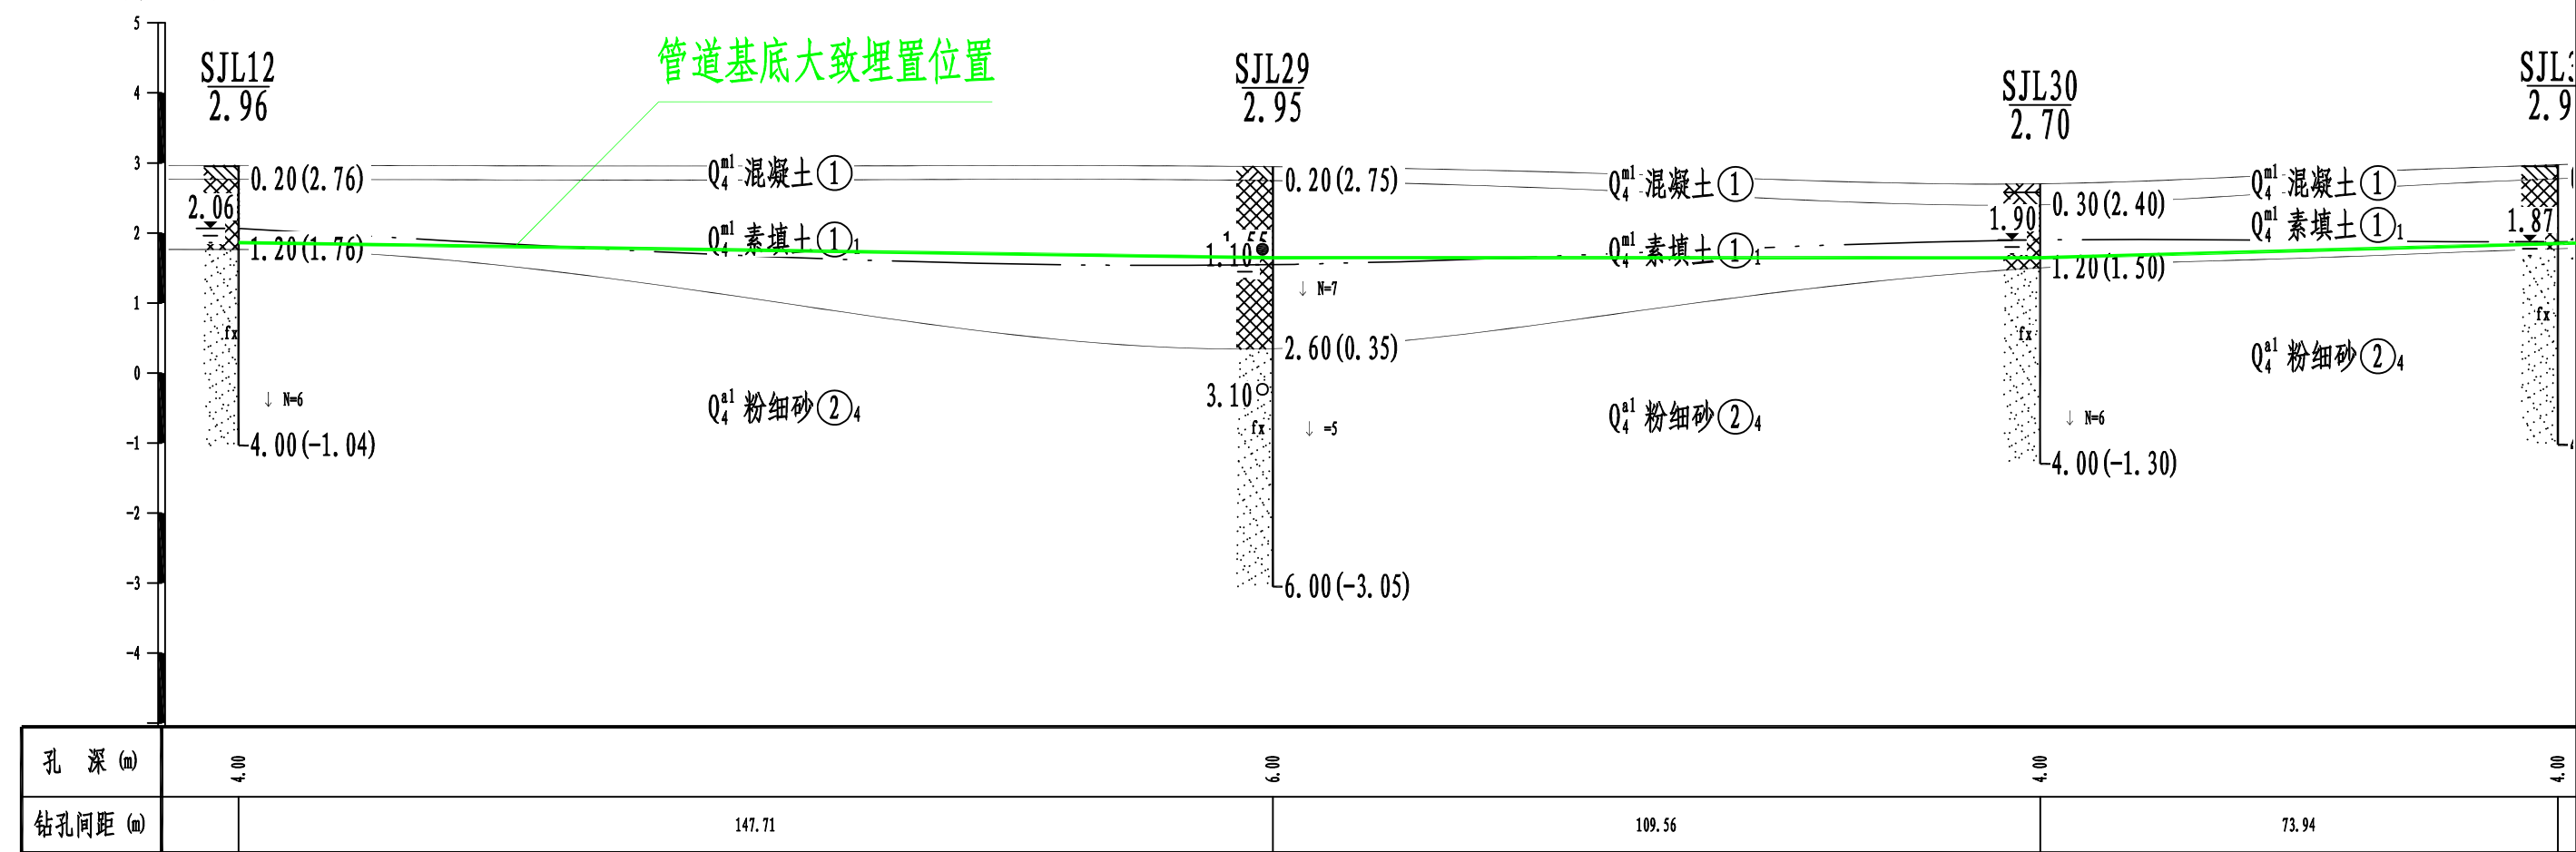 5
管道基底大致埋置位置
SJL12
2.96
SJL29
2.95
SJL30
2.70
4
3
0.20(2.76)
Q4ml 混凝土①
0.20(2.75)
Q4ml 混凝土①
0.30(2.40)
Q4ml 混凝土①
2.06
2
1.20(1.76)
Q4ml 素填土①1
1.10
Q4ml 素填土①1
1.90
1.20(1.50)
Q4ml 素填土①1
1.87
1
N=7
fx
fx
fx
2.60(0.35)
0
N=6
Q4al 粉细砂②4
3.10
fx
=5
Q4al 粉细砂②4
N=6
Q4al 粉细砂②4
-1
4.00(-1.04)
4.00(-1.30)
-2
-3
6.00(-3.05)
-4
孔 深(m) 4.00 6.00 4.00 4.00
钻孔间距(m) 147.71 109.56 73.94